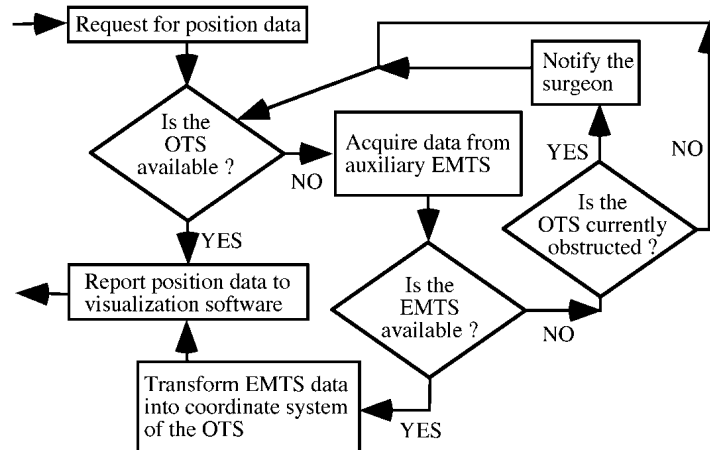 Request for position data
Is the
OTS
available ?
NO
YES
Acquire data from
auxiliary EMTS
Notify the
surgeon
YES
NO
Is the
OTS currently
obstructed ?
Report position data to
visualization software
Is the
EMTS
available ?
NO
YES
Transform EMTS data
into coordinate system
of the OTS